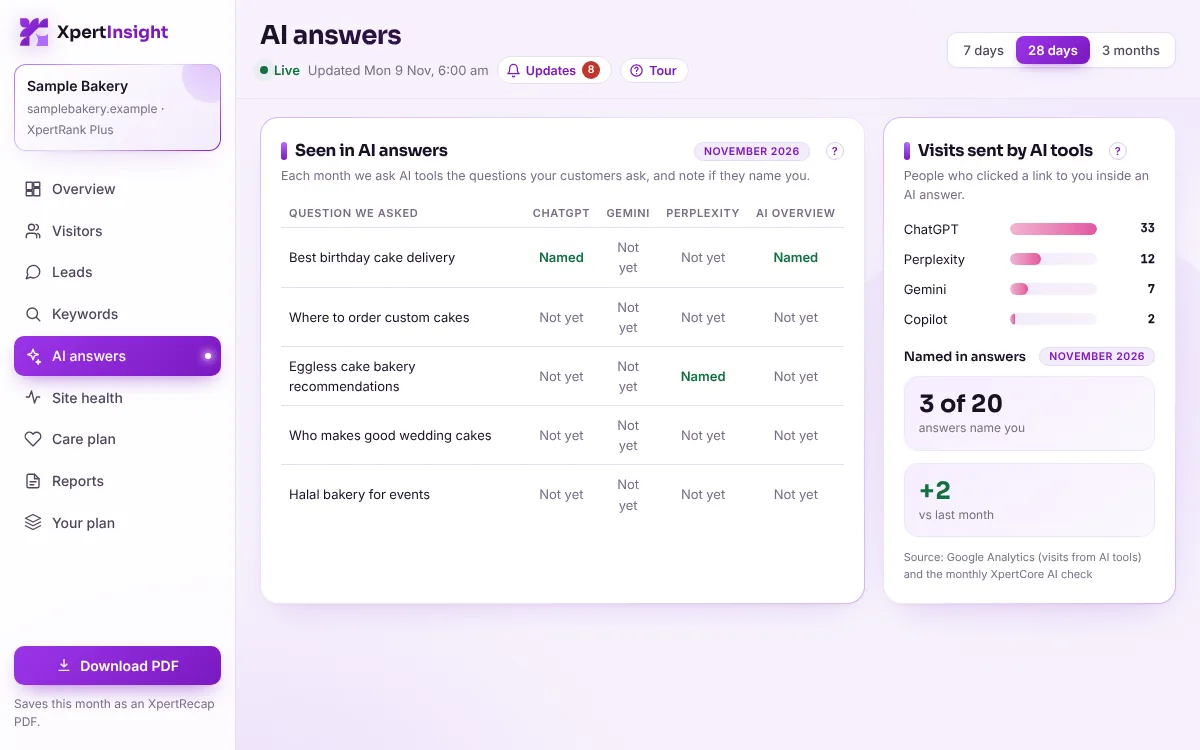 XpertInsight
Sample Bakery
samplebakery.example ·
XpertRank Plus
Overview
Visitors
Leads
Keywords
AI answers
Site health
Care plan
Reports
Your plan
Download PDF
Saves this month as an XpertRecap
PDF.
AI answers
Live Updated Mon 9 Nov, 6:00 am Updates 8 Tour
7 days 28 days 3 months
Seen in AI answers NOVEMBER 2026 ?
Each month we ask AI tools the questions your customers ask, and note if they name you.
QUESTION WE ASKED CHATGPT GEMINI PERPLEXITY AI OVERVIEW
Best birthday cake delivery Named Not yet Not yet Named
Where to order custom cakes Not yet Not yet Not yet Not yet
Eggless cake bakery recommendations Not yet Not yet Named Not yet
Who makes good wedding cakes Not yet Not yet Not yet Not yet
Halal bakery for events Not yet Not yet Not yet Not yet
Visits sent by AI tools ?
People who clicked a link to you inside an
AI answer.
ChatGPT 33
Perplexity 12
Gemini 7
Copilot 2
Named in answers NOVEMBER 2026
3 of 20
answers name you
+2
vs last month
Source: Google Analytics (visits from AI tools)
and the monthly XpertCore AI check